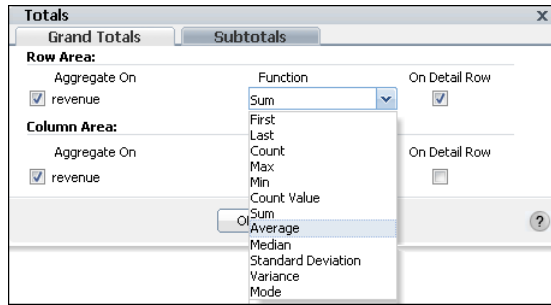 Totals x
Grand Totals Subtotals
Row Area:
Aggregate On Function On Detail Row
revenue Sum
First
Last
Column Area:
Count
Aggregate On On Detail Row
Max
revenue
Min
Count Value
Sum
Average
?
Median
Standard Deviation
Variance
Mode